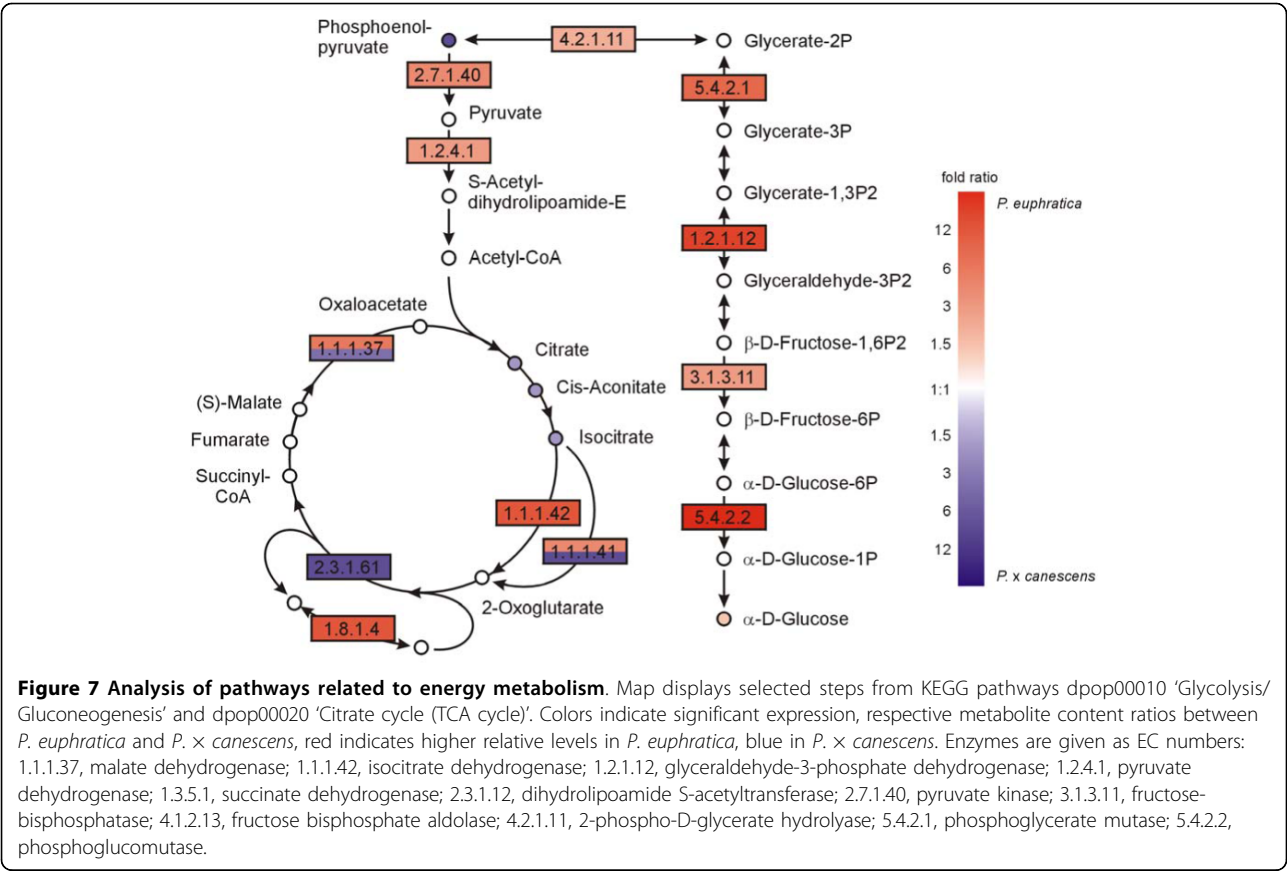 Phosphoenol-
pyruvate
4.2.1.11
Glycerate-2P
2.7.1.40
5.4.2.1
Pyruvate
Glycerate-3P
1.2.4.1
S-Acetyl-
dihydrolipoamide-E
Glycerate-1,3P2
1.2.1.12
Acetyl-CoA
Glyceraldehyde-3P2
Oxaloacetate
β-D-Fructose-1,6P2
1.1.1.37
Citrate
3.1.3.11
Cis-Aconitate
(S)-Malate
β-D-Fructose-6P
Fumarate
Isocitrate
Succinyl-
CoA
α-D-Glucose-6P
1.1.1.42
5.4.2.2
1.1.1.41
2.3.1.61
α-D-Glucose-1P
2-Oxoglutarate
1.8.1.4
α-D-Glucose
fold ratio
P. euphratica
12
6
3
1.5
1:1
1.5
3
6
12
P. x canescens
Figure 7 Analysis of pathways related to energy metabolism. Map displays selected steps from KEGG pathways dpop00010 ‘Glycolysis/
Gluconeogenesis’ and dpop00020 ‘Citrate cycle (TCA cycle)’. Colors indicate significant expression, respective metabolite content ratios between
P. euphratica and P. × canescens, red indicates higher relative levels in P. euphratica, blue in P. × canescens. Enzymes are given as EC numbers:
1.1.1.37, malate dehydrogenase; 1.1.1.42, isocitrate dehydrogenase; 1.2.1.12, glyceraldehyde-3-phosphate dehydrogenase; 1.2.4.1, pyruvate
dehydrogenase; 1.3.5.1, succinate dehydrogenase; 2.3.1.12, dihydrolipoamide S-acetyltransferase; 2.7.1.40, pyruvate kinase; 3.1.3.11, fructose-
bisphosphatase; 4.1.2.13, fructose bisphosphate aldolase; 4.2.1.11, 2-phospho-D-glycerate hydrolyase; 5.4.2.1, phosphoglycerate mutase; 5.4.2.2,
phosphoglucomutase.